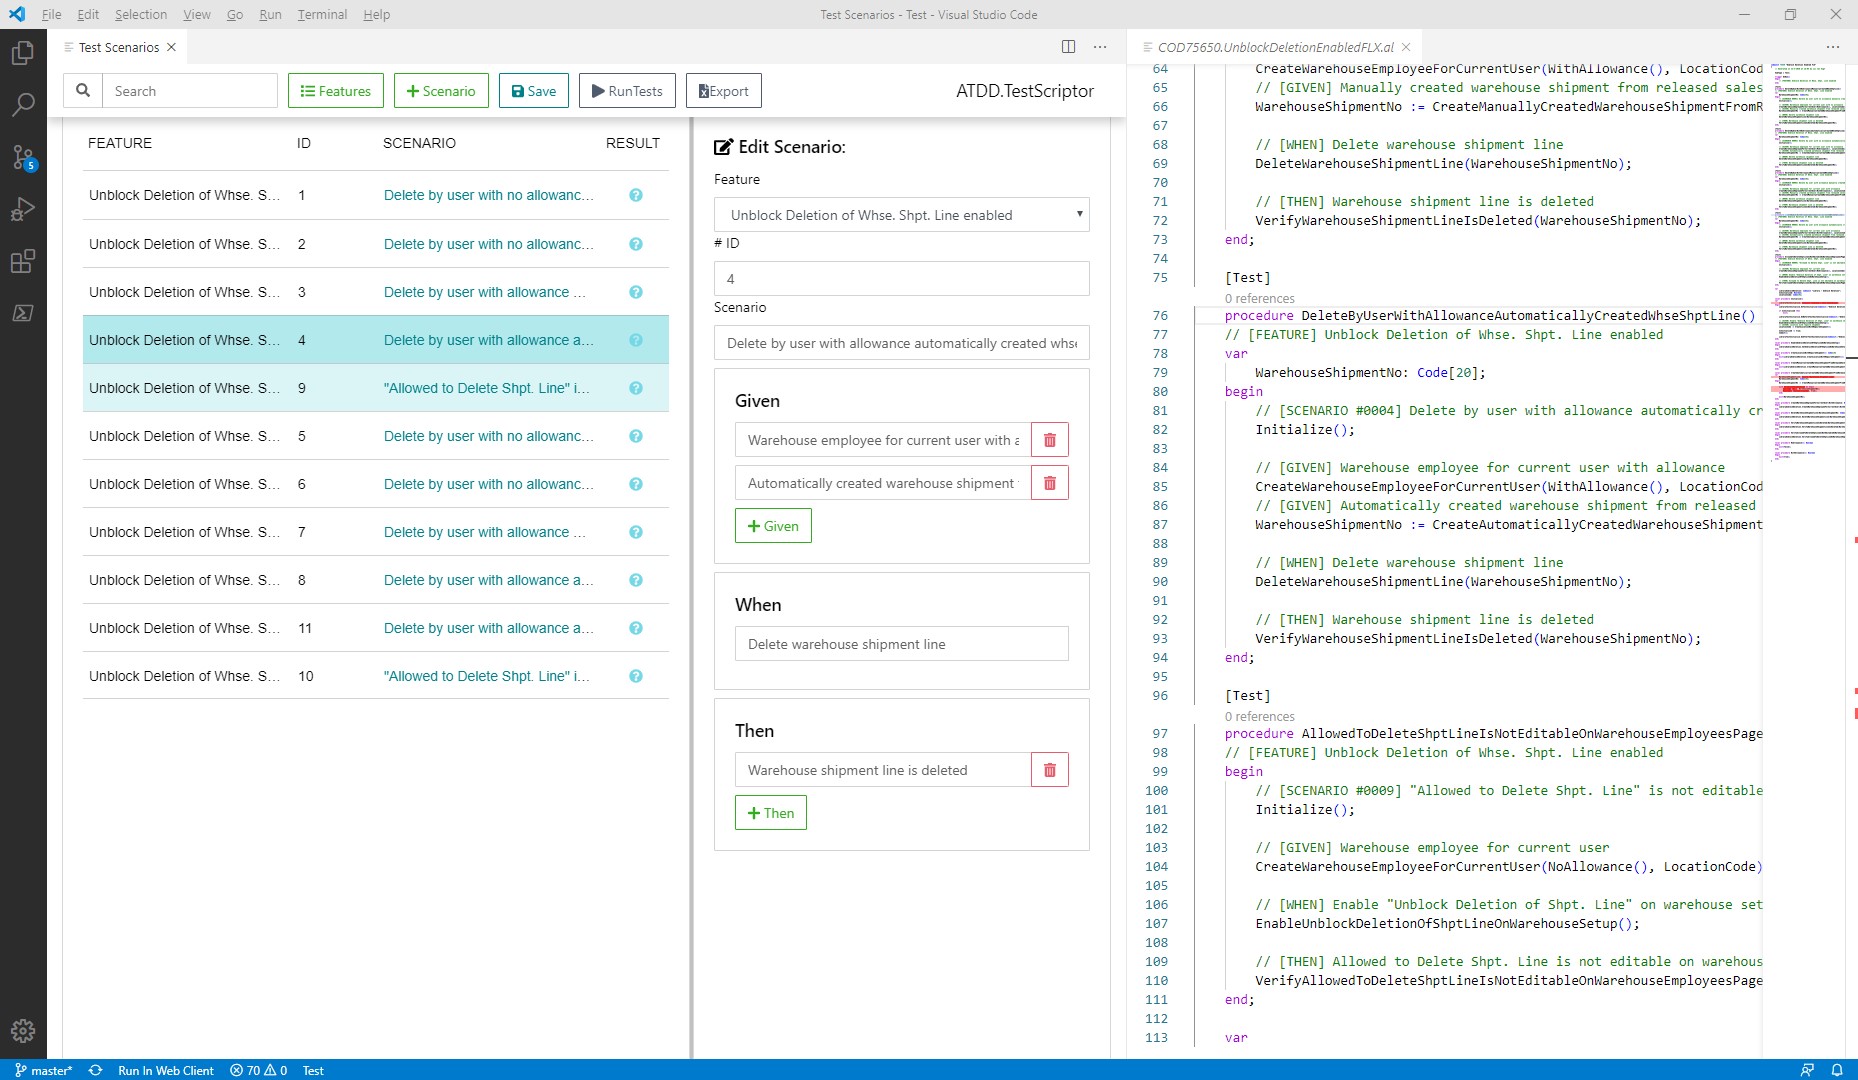 File Edit Selection View Go Run Terminal Help
Test Scenarios - Test - Visual Studio Code
Test Scenarios
COD75650.UnblockDeletionEnabledFLX.al
Search
Features
Scenario
Save
RunTests
Export
ATDD.TestScriptor
FEATURE ID SCENARIO RESULT
Unblock Deletion of Whse. S... 1 Delete by user with no allowanc...
Unblock Deletion of Whse. S... 2 Delete by user with no allowanc...
Unblock Deletion of Whse. S... 3 Delete by user with allowance ...
Unblock Deletion of Whse. S... 4 Delete by user with allowance a...
Unblock Deletion of Whse. S... 9 "Allowed to Delete Shpt. Line" i...
Unblock Deletion of Whse. S... 5 Delete by user with no allowanc...
Unblock Deletion of Whse. S... 6 Delete by user with no allowanc...
Unblock Deletion of Whse. S... 7 Delete by user with allowance ...
Unblock Deletion of Whse. S... 8 Delete by user with allowance a...
Unblock Deletion of Whse. S... 11 Delete by user with allowance a...
Unblock Deletion of Whse. S... 10 "Allowed to Delete Shpt. Line" i...
Edit Scenario:
Feature
Unblock Deletion of Whse. Shpt. Line enabled
# ID
4
Scenario
Delete by user with allowance automatically created whse
Given
Warehouse employee for current user with a
Automatically created warehouse shipment
Given
When
Delete warehouse shipment line
Then
Warehouse shipment line is deleted
Then
64 CreateWarehouseEmployeeForCurrentUser(WithAllowance(), LocationCod
65 // [GIVEN] Manually created warehouse shipment from released sales
66 WarehouseShipmentNo := CreateManuallyCreatedWarehouseShipmentFromR
67
68 // [WHEN] Delete warehouse shipment line
69 DeleteWarehouseShipmentLine(WarehouseShipmentNo);
70
71 // [THEN] Warehouse shipment line is deleted
72 VerifyWarehouseShipmentLineIsDeleted(WarehouseShipmentNo);
73 end;
74
75 [Test]
0 references
76 procedure DeleteByUserWithAllowanceAutomaticallyCreatedWhseShptLine()
77 // [FEATURE] Unblock Deletion of Whse. Shpt. Line enabled
78 var
79 WarehouseShipmentNo: Code[20];
80 begin
81 // [SCENARIO #0004] Delete by user with allowance automatically cr
82 Initialize();
83
84 // [GIVEN] Warehouse employee for current user with allowance
85 CreateWarehouseEmployeeForCurrentUser(WithAllowance(), LocationCod
86 // [GIVEN] Automatically created warehouse shipment from released
87 WarehouseShipmentNo := CreateAutomaticallyCreatedWarehouseShipment
88
89 // [WHEN] Delete warehouse shipment line
90 DeleteWarehouseShipmentLine(WarehouseShipmentNo);
91
92 // [THEN] Warehouse shipment line is deleted
93 VerifyWarehouseShipmentLineIsDeleted(WarehouseShipmentNo);
94 end;
95
96 [Test]
0 references
97 procedure AllowedToDeleteShptLineIsNotEditableOnWarehouseEmployeesPage
98 // [FEATURE] Unblock Deletion of Whse. Shpt. Line enabled
99 begin
100 // [SCENARIO #0009] "Allowed to Delete Shpt. Line" is not editable
101 Initialize();
102
103 // [GIVEN] Warehouse employee for current user
104 CreateWarehouseEmployeeForCurrentUser(NoAllowance(), LocationCode)
105
106 // [WHEN] Enable "Unblock Deletion of Shpt. Line" on warehouse set
107 EnableUnblockDeletionOfShptLineOnWarehouseSetup();
108
109 // [THEN] Allowed to Delete Shpt. Line is not editable on warehous
110 VerifyAllowedToDeleteShptLineIsNotEditableOnWarehouseEmployeesPage
111 end;
112
113 var
5
master* Run In Web Client 70 0 Test